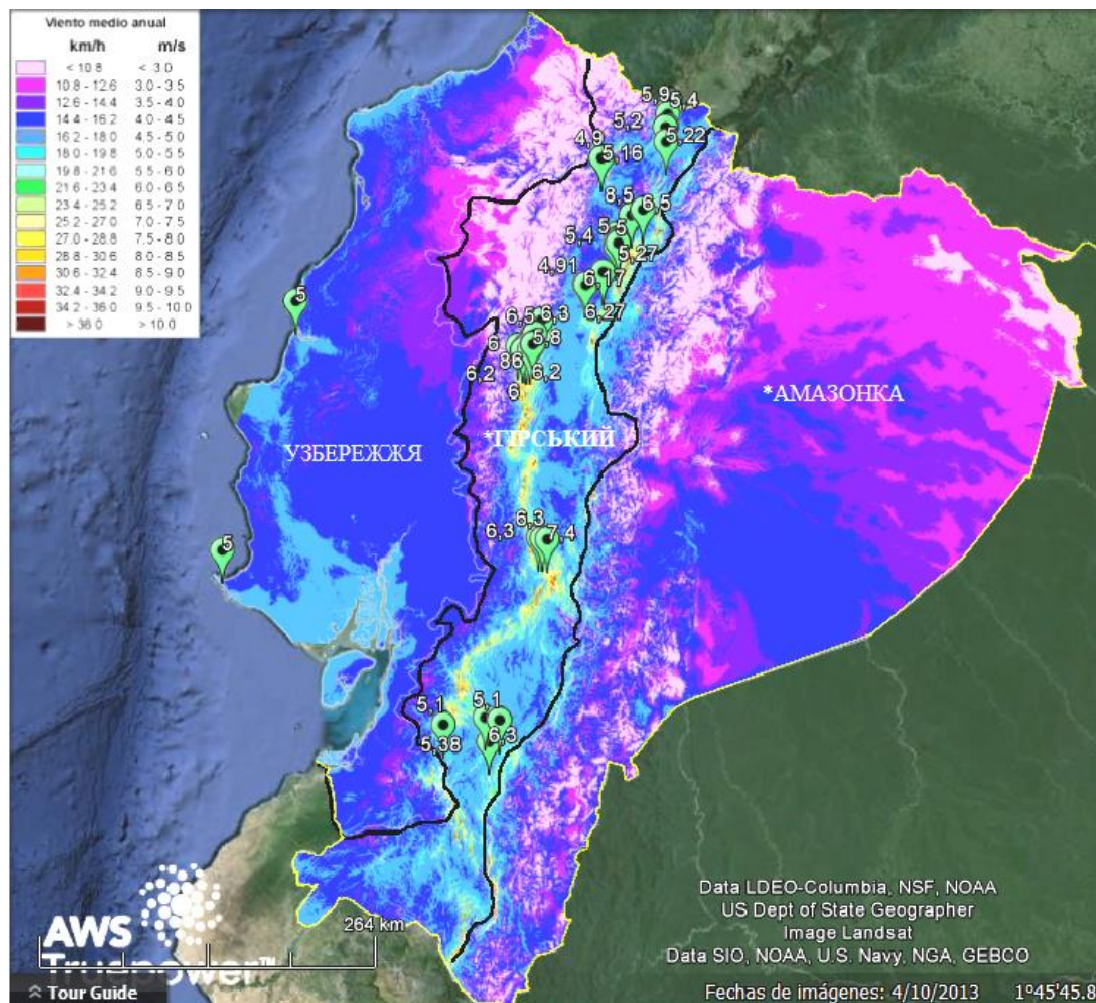 Viento medio anual
km/h m/s
< 10.8 < 3.0
10.8 - 12.6 3.0 - 3.5
12.6 - 14.4 3.5 - 4.0
14.4 - 16.2 4.0 - 4.5
16.2 - 18.0 4.5 - 5.0
18.0 - 19.8 5.0 - 5.5
19.8 - 21.6 5.5 - 6.0
21.6 - 23.4 6.0 - 6.5
23.4 - 25.2 6.5 - 7.0
25.2 - 27.0 7.0 - 7.5
27.0 - 28.8 7.5 - 8.0
28.8 - 30.6 8.0 - 8.5
30.6 - 32.4 8.5 - 9.0
32.4 - 34.2 9.0 - 9.5
34.2 - 36.0 9.5 - 10.0
> 36.0 > 10.0
5,9 5,4
5,2
5,22
4,9
5,16
8,5 6,5
5,5
5,4
5,27
4,91
6,17
6,27
5
6,5 6,3
6 5,8
86
6,2 6,2
6
*АМАЗОНКА
*ГІРСЬКИЙ
УЗБЕРЕЖЖЯ
6,3
6,3 7,4
5
5,1 5,1
5,38 6,3
264 km
AWS
Truepower™
Data LDEO-Columbia, NSF, NOAA
US Dept of State Geographer
Image Landsat
Data SIO, NOAA, U.S. Navy, NGA, GEBCO
Tour Guide
Fechas de imágenes: 4/10/2013 1°45'45.8